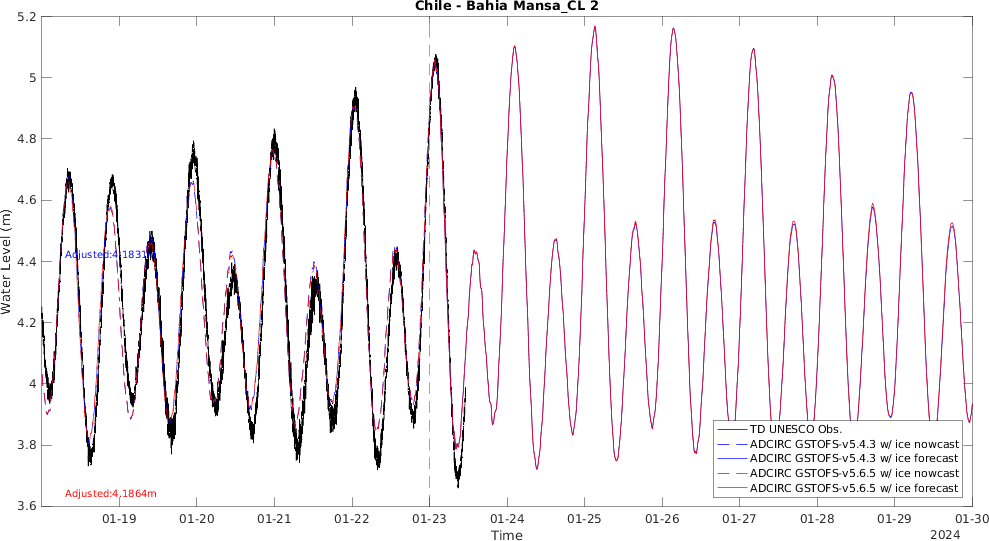 Chile - Bahia Mansa_CL 2
Water Level (m)
5.2
5
4.8
4.6
4.4
4.2
4
3.8
3.6
Adjusted:4.1831m
Adjusted:4.1864m
TD UNESCO Obs.
ADCIRC GSTOFS-v5.4.3 w/ ice nowcast
ADCIRC GSTOFS-v5.4.3 w/ ice forecast
ADCIRC GSTOFS-v5.6.5 w/ ice nowcast
ADCIRC GSTOFS-v5.6.5 w/ ice forecast
01-19 01-20 01-21 01-22 01-23 01-24 01-25 01-26 01-27 01-28 01-29 01-30
Time
2024